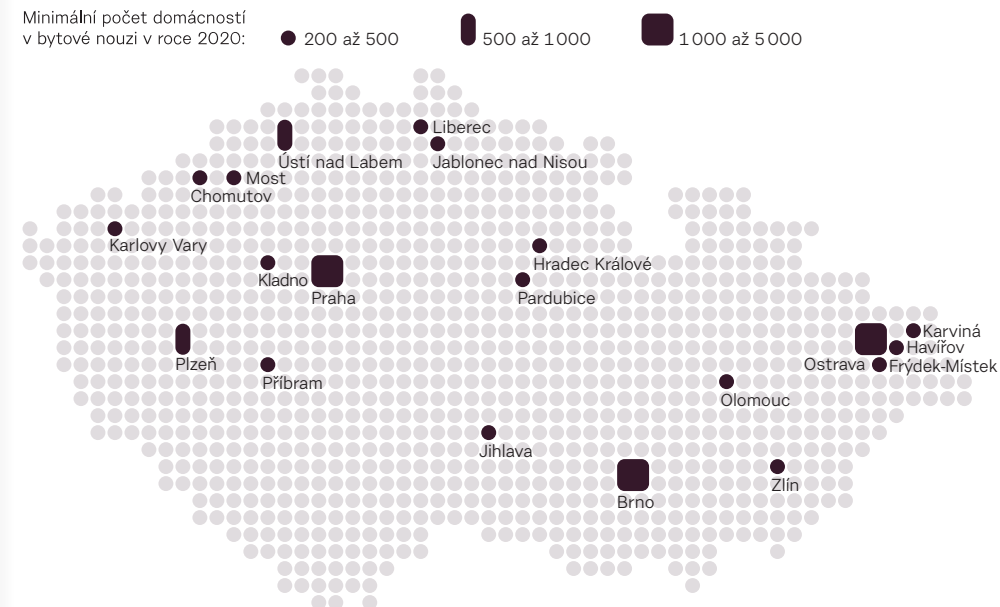 Minimální počet domácností
v bytové nouzi v roce 2020:
200 až 500
500 až 1 000
1 000 až 5 000
Liberec
Ústí nad Labem
Jablonec nad Nisou
Most
Chomutov
Karlovy Vary
Hradec Králové
Kladno
Praha
Pardubice
Karviná
Havířov
Plzeň
Ostrava
Frýdek-Místek
Příbram
Olomouc
Jihlava
Zlín
Brno